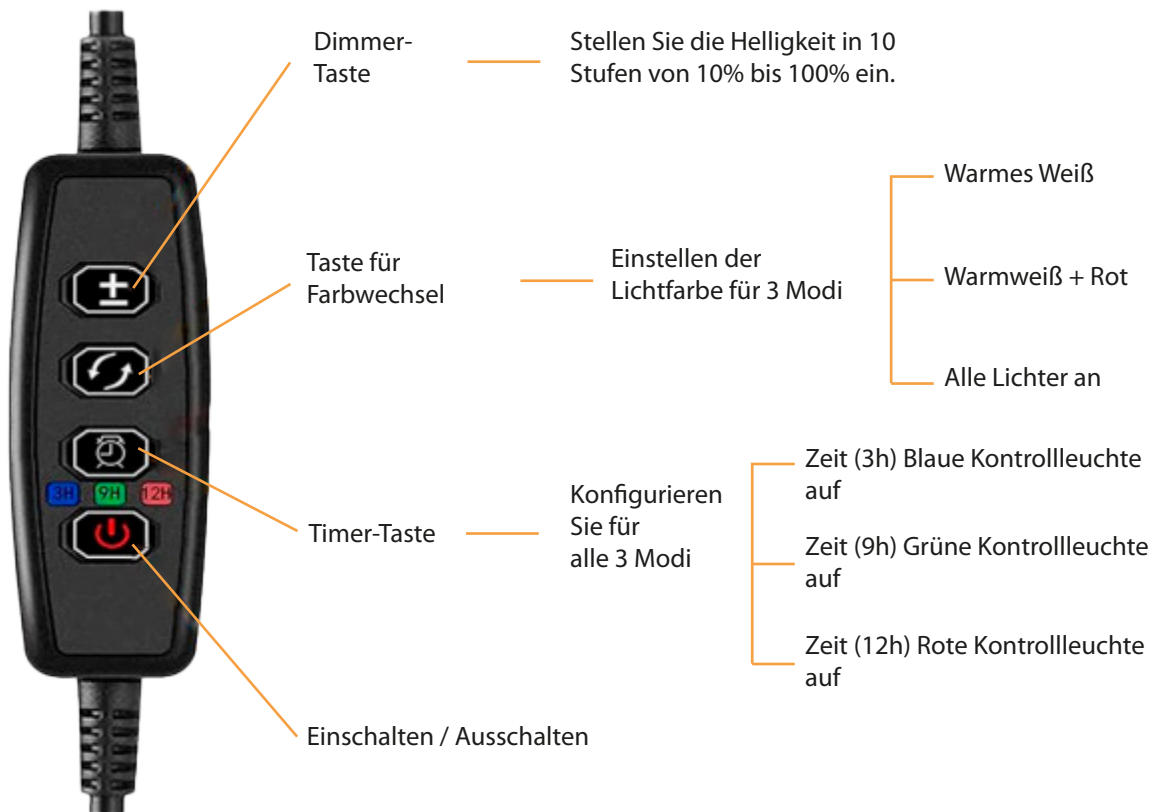 Dimmer-
Taste
Stellen Sie die Helligkeit in 10
Stufen von 10% bis 100% ein.
Taste für
Farbwechsel
Einstellen der
Lichtfarbe für 3 Modi
Warmes Weiß
Warmweiß + Rot
Alle Lichter an
±
3H 9H 12H
Timer-Taste
Konfigurieren
Sie für
alle 3 Modi
Zeit (3h) Blaue Kontrollleuchte
auf
Zeit (9h) Grüne Kontrollleuchte
auf
Zeit (12h) Rote Kontrollleuchte
auf
Einschalten / Ausschalten